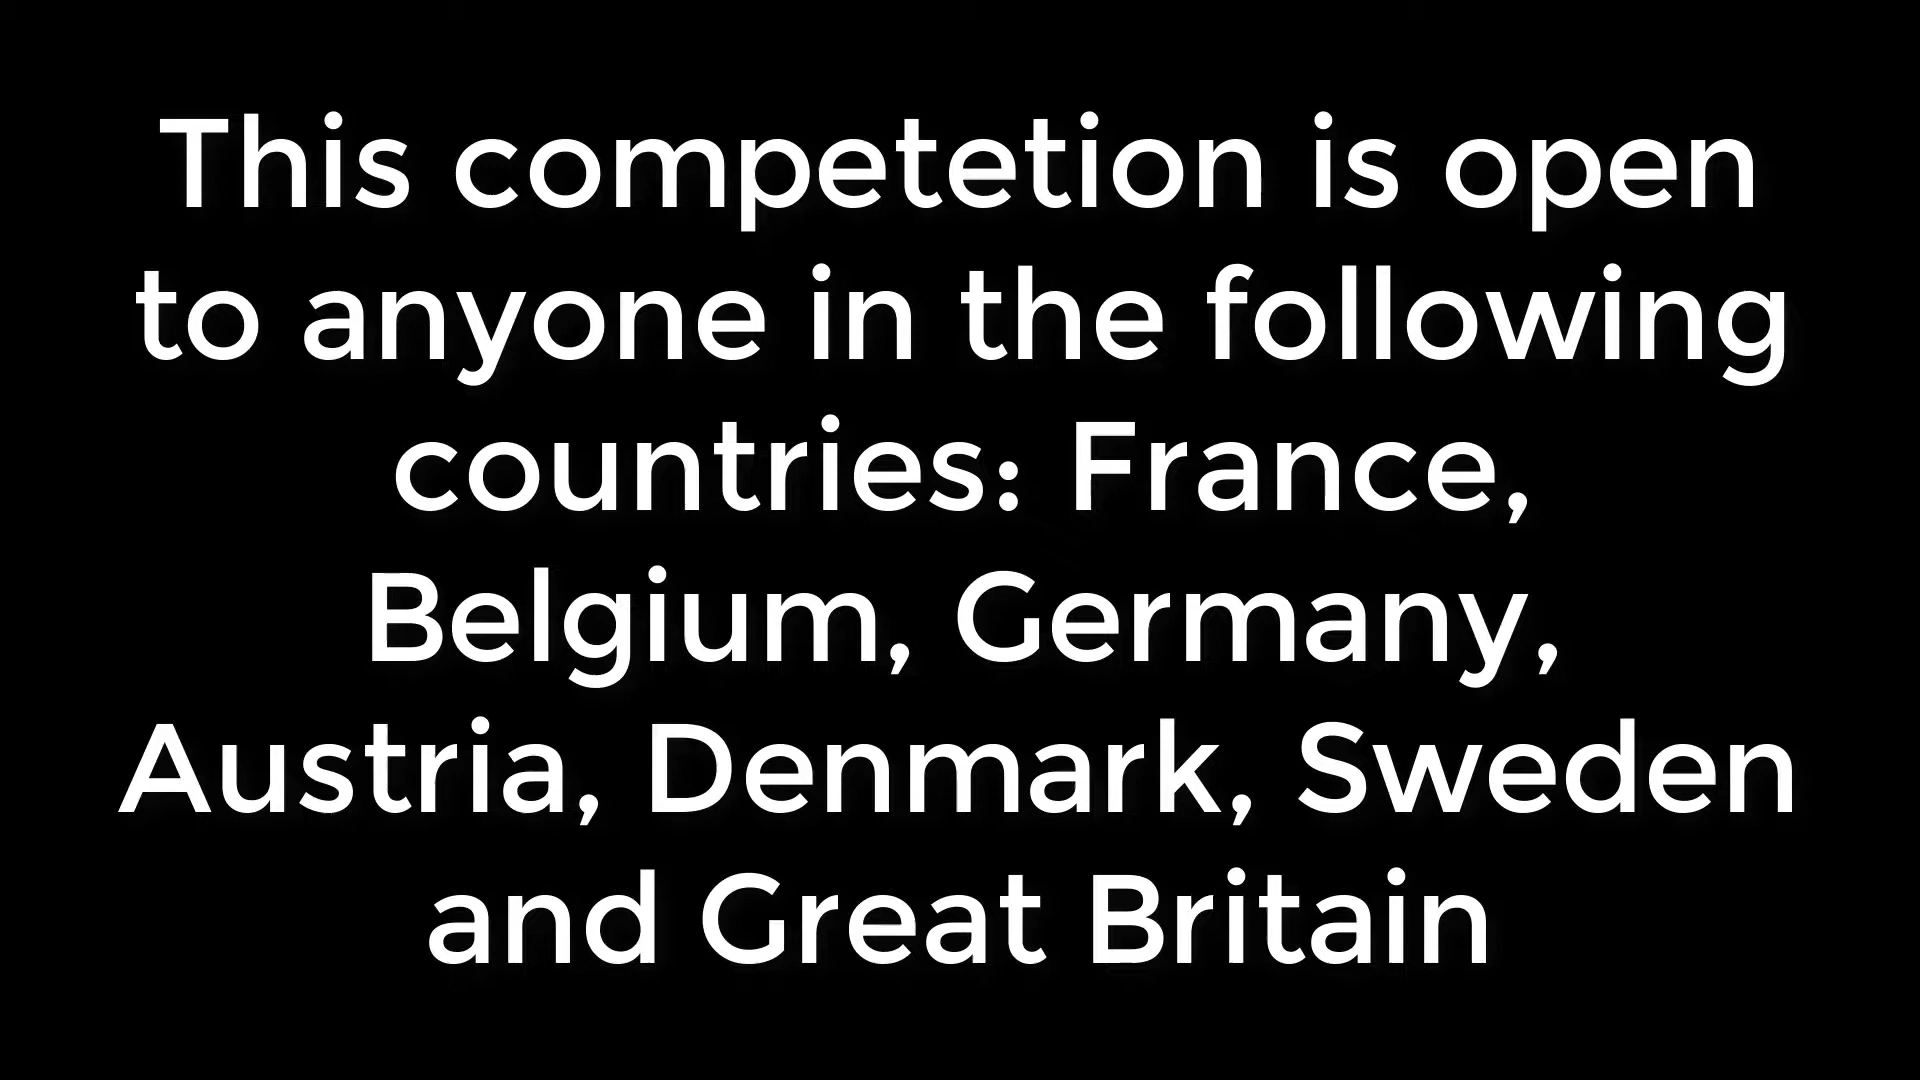 This competetion is open
to anyone in the following
countries: France,
Belgium, Germany,
Austria, Denmark, Sweden
and Great Britain